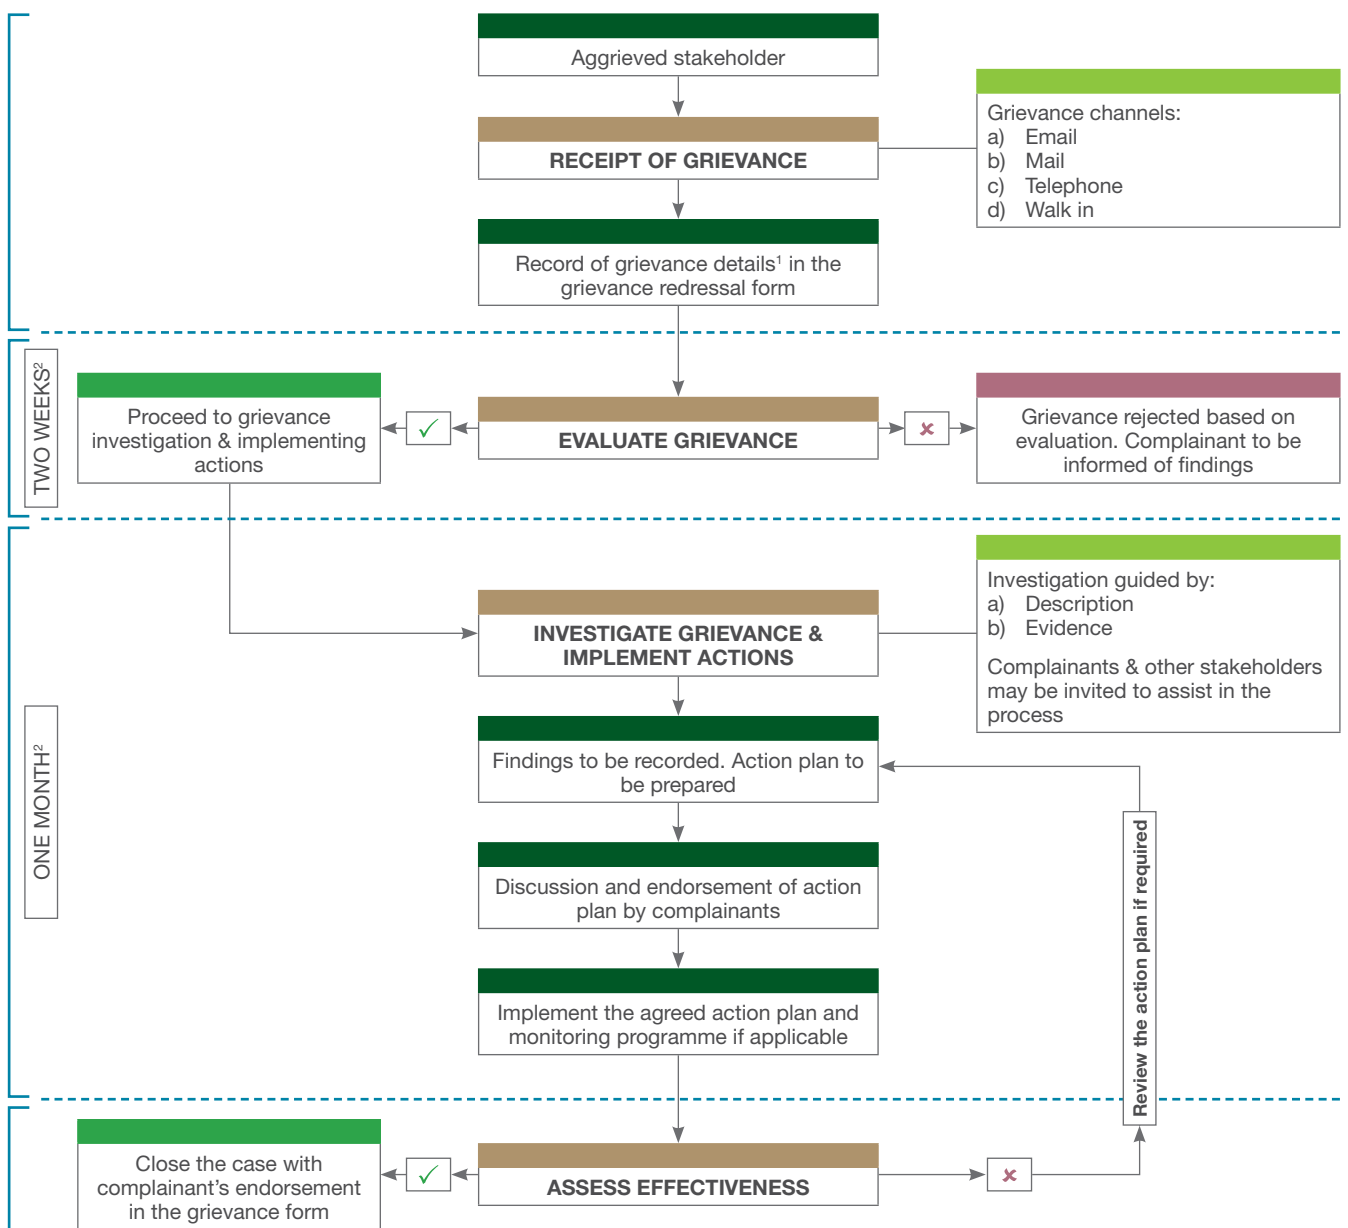 Aggrieved stakeholder
RECEIPT OF GRIEVANCE
Grievance channels:
a) Email
b) Mail
c) Telephone
d) Walk in
Record of grievance details¹ in the
grievance redressal form
TWO WEEKS²
Proceed to grievance
investigation & implementing
actions
✓
EVALUATE GRIEVANCE
✘
Grievance rejected based on
evaluation. Complainant to be
informed of findings
ONE MONTH²
INVESTIGATE GRIEVANCE &
IMPLEMENT ACTIONS
Investigation guided by:
a) Description
b) Evidence
Complainants & other stakeholders
may be invited to assist in the
process
Findings to be recorded. Action plan to
be prepared
Discussion and endorsement of action
plan by complainants
Implement the agreed action plan and
monitoring programme if applicable
Review the action plan if required
Close the case with
complainant’s endorsement
in the grievance form
✓
ASSESS EFFECTIVENESS
✘